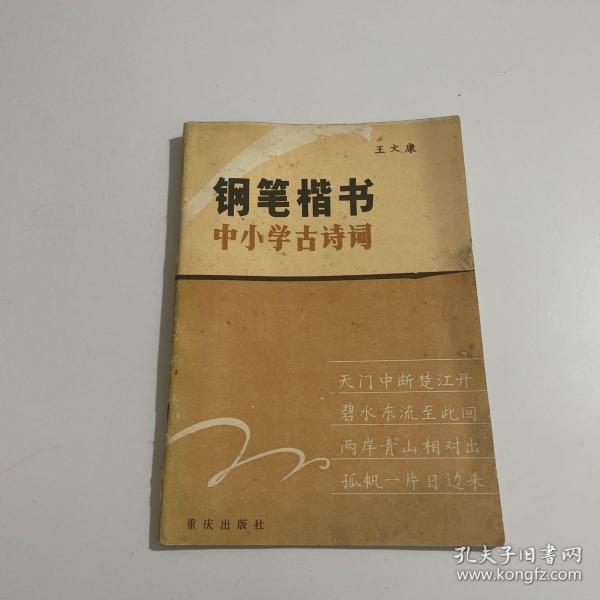 王文康
钢笔楷书
中小学古诗词
天门中断楚江开
碧水东流至此回
两岸青山相对出
孤帆一片日边来
重庆出版社
孔夫子旧书网
www.kongfz.com